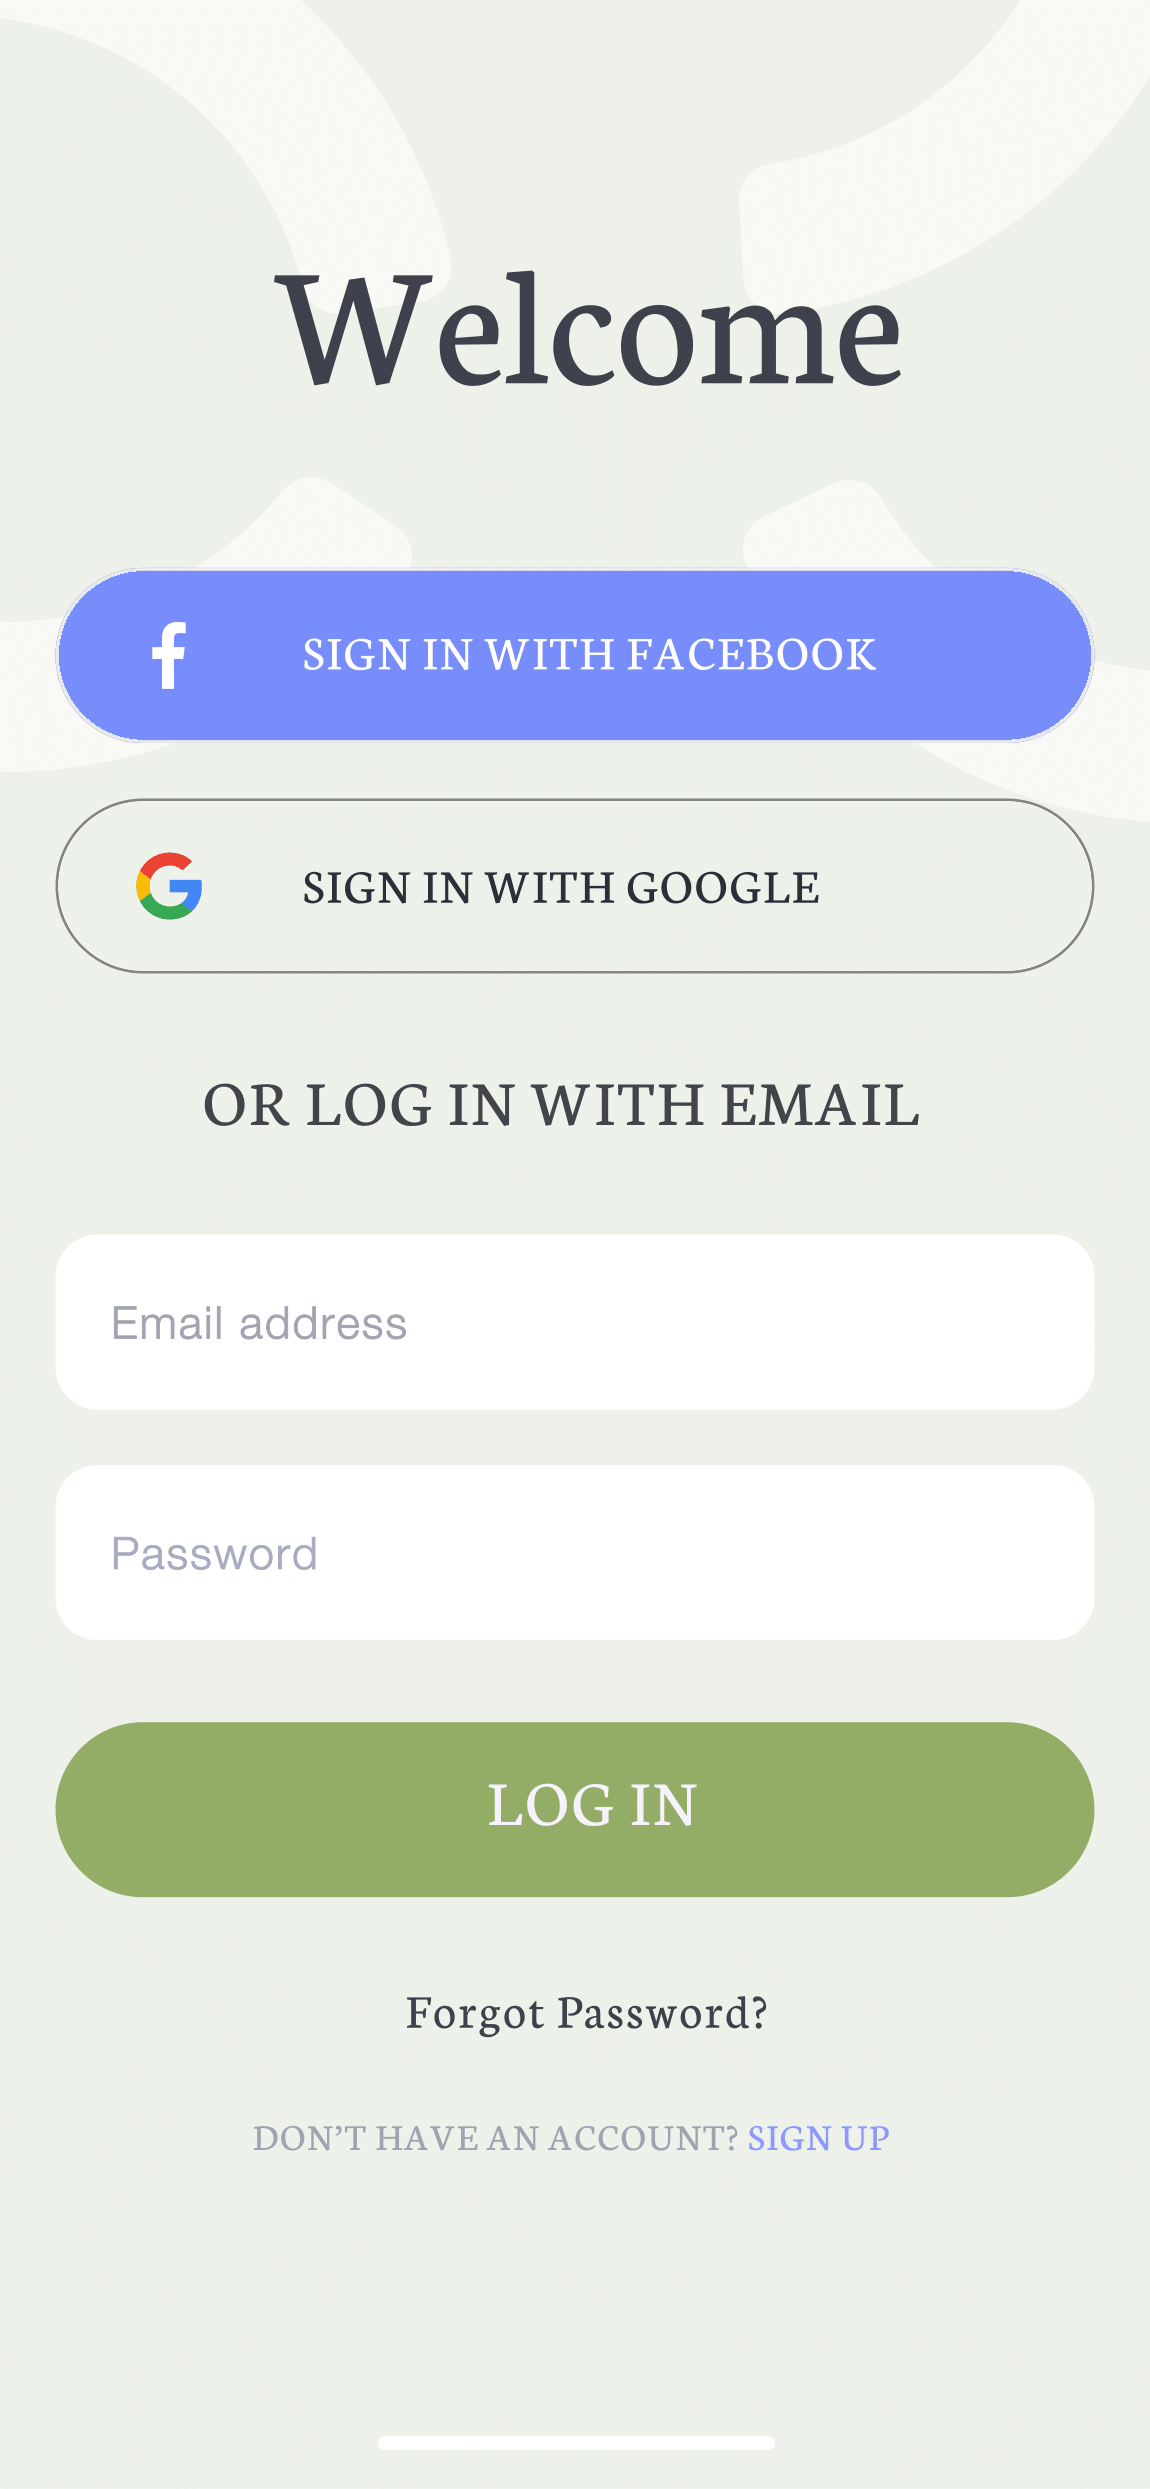 Welcome
SIGN IN WITH FACEBOOK
SIGN IN WITH GOOGLE
OR LOG IN WITH EMAIL
Email address
Password
LOG IN
Forgot Password?
DON’T HAVE AN ACCOUNT? SIGN UP